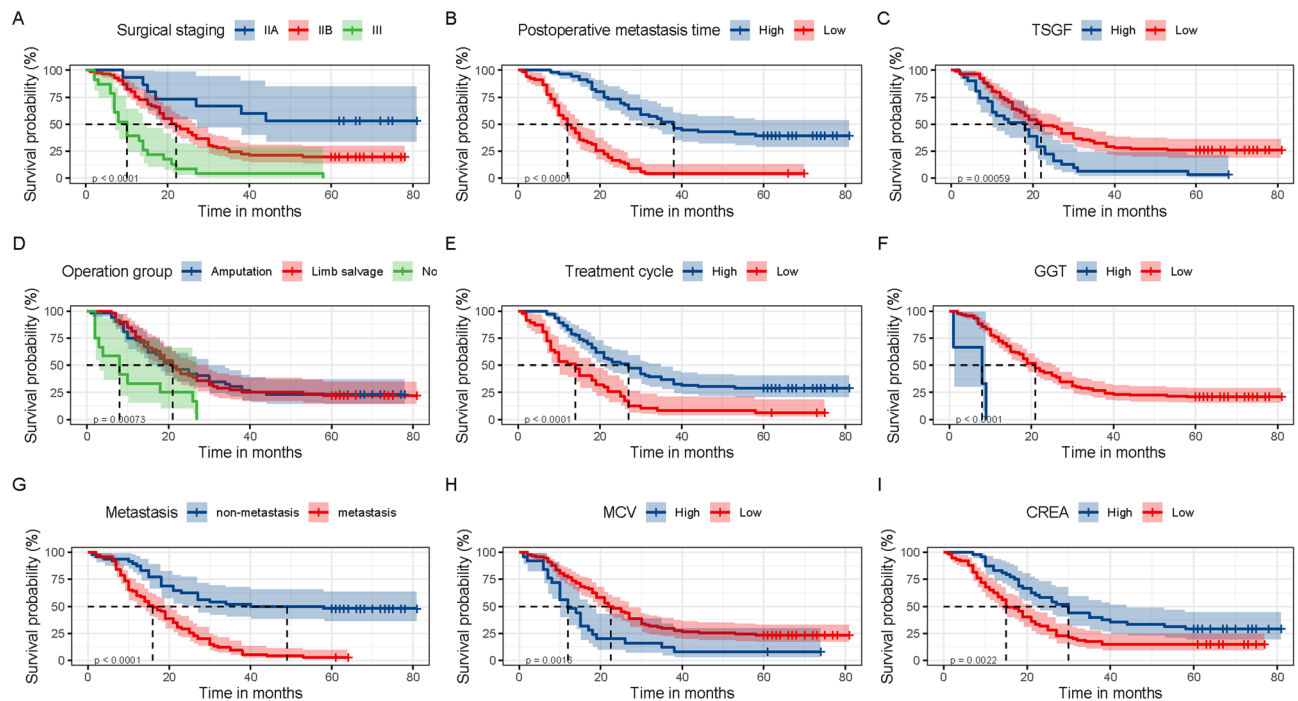 A
Surgical staging IIA IIB III
Survival probability (%)
100
75
50
25
0
p < 0.0001
0 20 40 60 80
Time in months
B
Postoperative metastasis time High Low
Survival probability (%)
100
75
50
25
0
p < 0.0001
0 20 40 60 80
Time in months
C
TSGF High Low
Survival probability (%)
100
75
50
25
0
p = 0.00059
0 20 40 60 80
Time in months
D
Operation group Amputation Limb salvage No
Survival probability (%)
100
75
50
25
0
p = 0.00073
0 20 40 60 80
Time in months
E
Treatment cycle High Low
Survival probability (%)
100
75
50
25
0
p < 0.0001
0 20 40 60 80
Time in months
F
GGT High Low
Survival probability (%)
100
75
50
25
0
p < 0.0001
0 20 40 60 80
Time in months
G
Metastasis non-metastasis metastasis
Survival probability (%)
100
75
50
25
0
p < 0.0001
0 20 40 60 80
Time in months
H
MCV High Low
Survival probability (%)
100
75
50
25
0
p = 0.0016
0 20 40 60 80
Time in months
I
CREA High Low
Survival probability (%)
100
75
50
25
0
p = 0.0022
0 20 40 60 80
Time in months